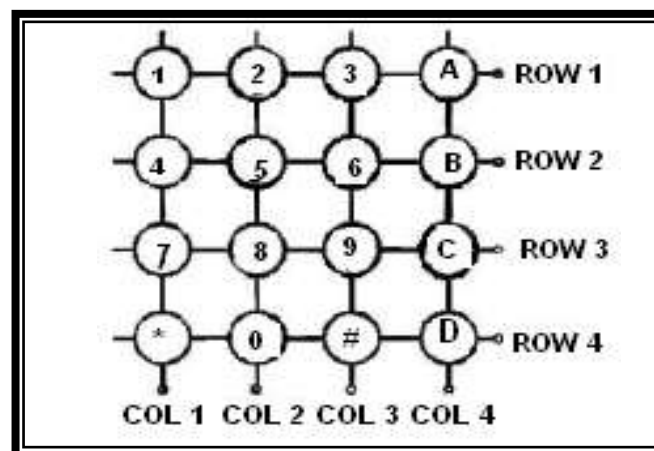 1 2 3 A ROW 1
4 5 6 B ROW 2
7 8 9 C ROW 3
* 0 # D ROW 4
COL 1 COL 2 COL 3 COL 4